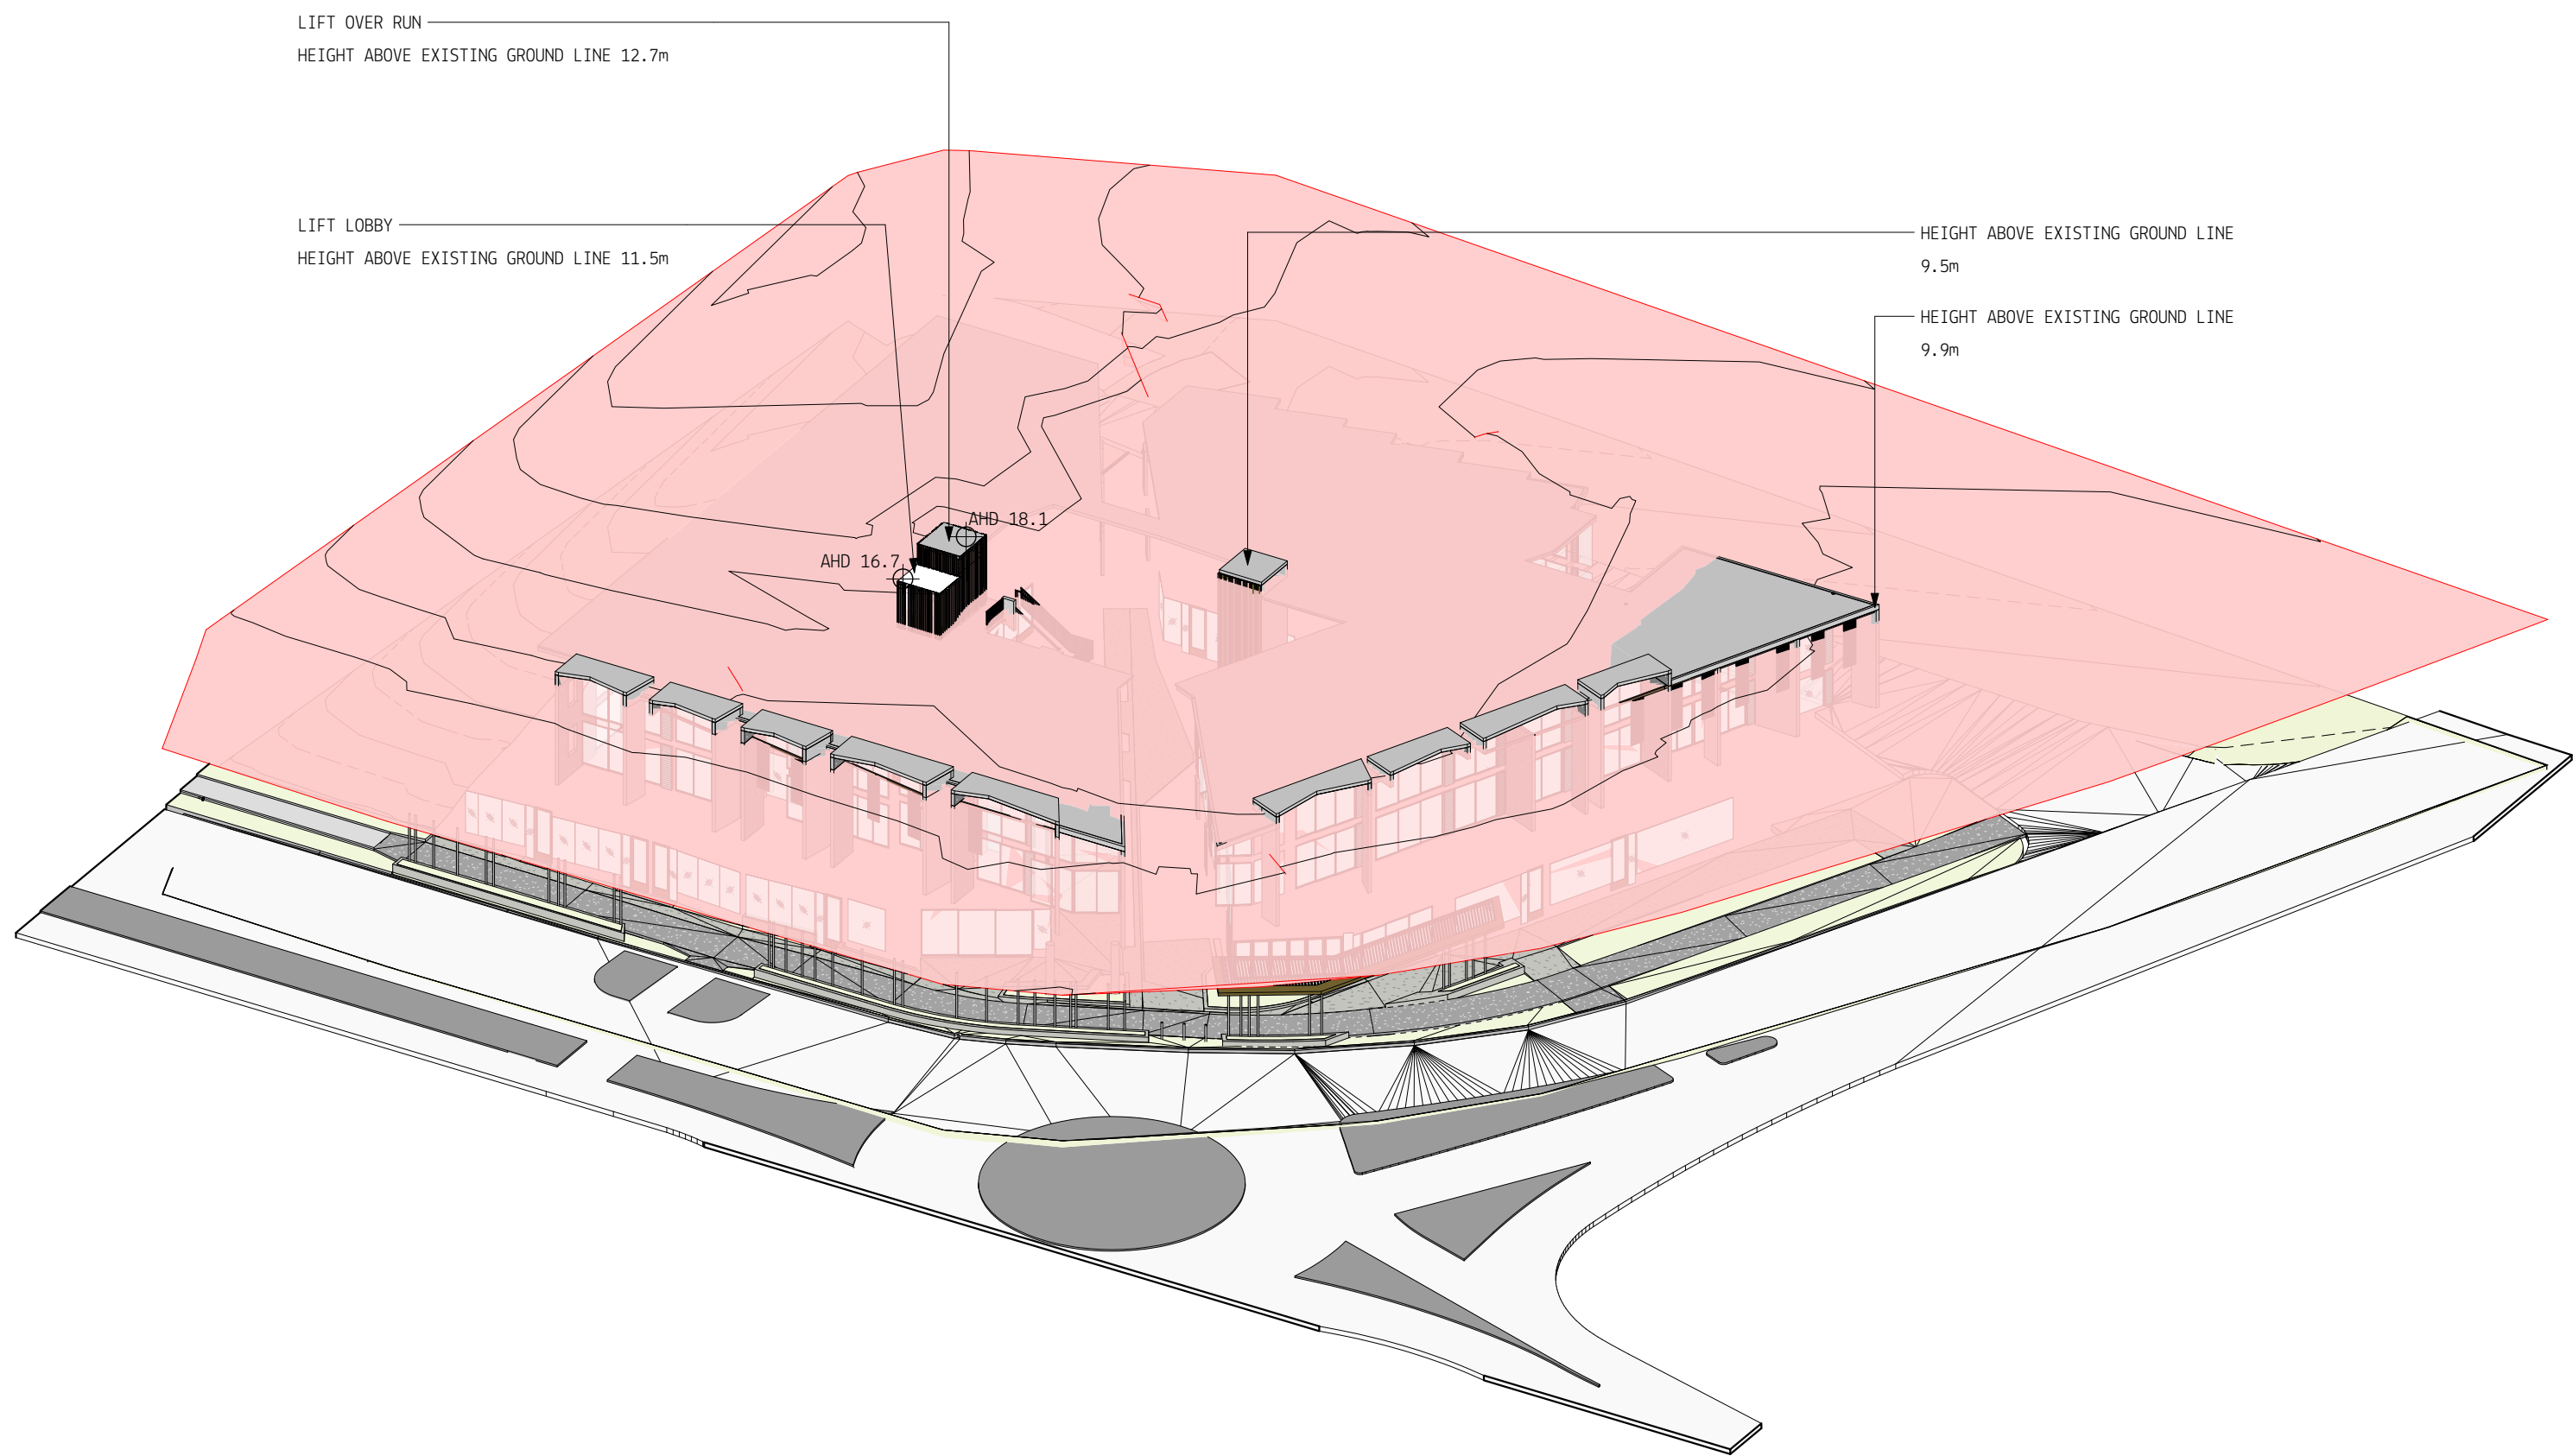 LIFT OVER RUN
HEIGHT ABOVE EXISTING GROUND LINE 12.7m
LIFT LOBBY
HEIGHT ABOVE EXISTING GROUND LINE 11.5m
HEIGHT ABOVE EXISTING GROUND LINE
9.5m
HEIGHT ABOVE EXISTING GROUND LINE
9.9m
AHD 18.1
AHD 16.7